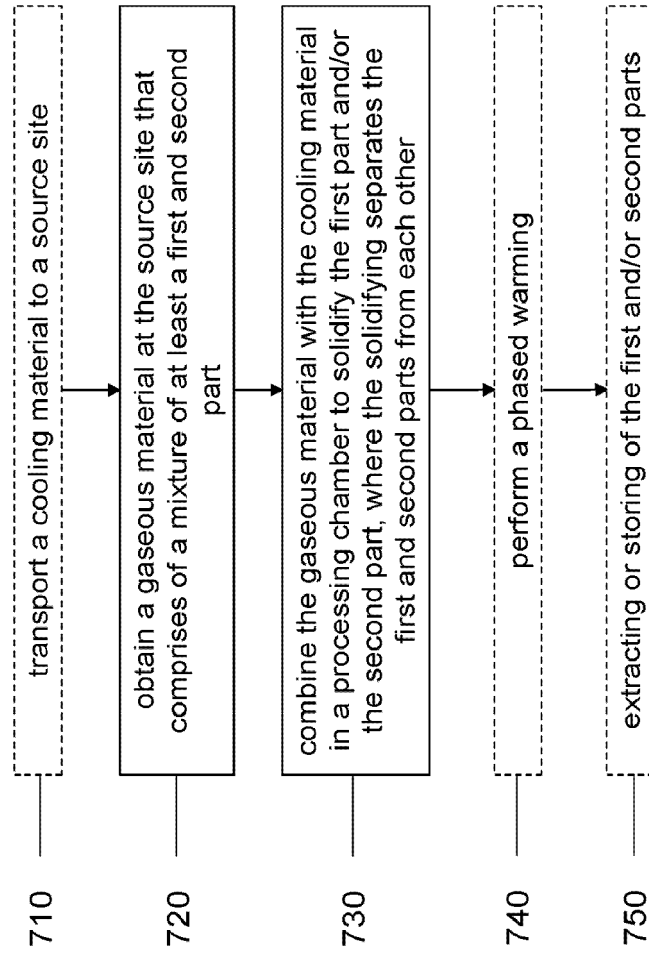 710
transport a cooling material to a source site
720
obtain a gaseous material at the source site that
comprises of a mixture of at least a first and second
part
730
combine the gaseous material with the cooling material
in a processing chamber to solidify the first part and/or
the second part, where the solidifying separates the
first and second parts from each other
740
perform a phased warming
750
extracting or storing of the first and/or second parts